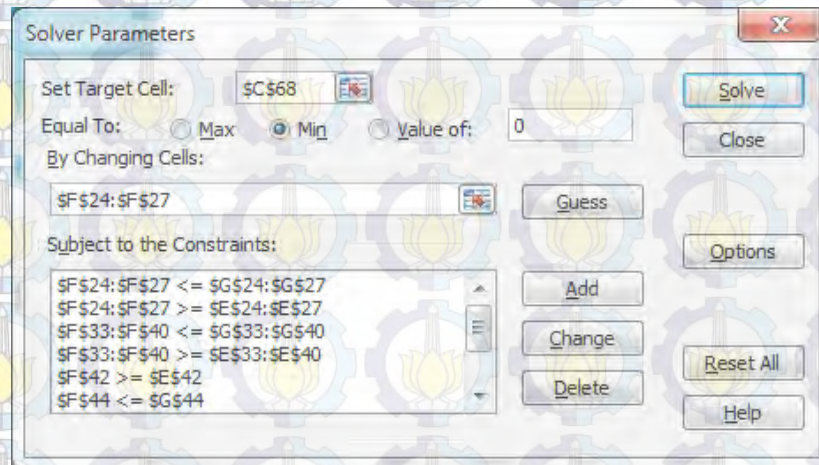 Solver Parameters
Set Target Cell: $C$68 Solve
Equal To: Max Min Value of: 0 Close
By Changing Cells:
$F$24:$F$27 Guess
Subject to the Constraints: Options
$F$24:$F$27 <= $G$24:$G$27 Add
$F$24:$F$27 >= $E$24:$E$27
$F$33:$F$40 <= $G$33:$G$40 Change
$F$33:$F$40 >= $E$33:$E$40 Reset All
$F$42 >= $E$42 Delete
$F$44 <= $G$44 Help